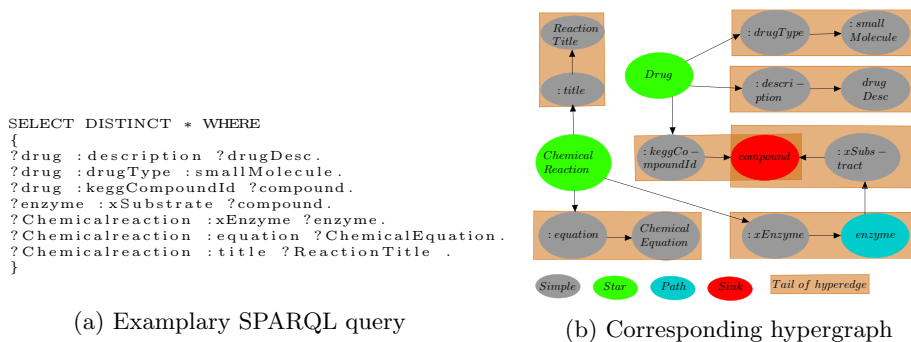 SELECT DISTINCT * WHERE
{
?drug :description ?drugDesc.
?drug :drugType :smallMolecule.
?drug :keggCompoundId ?compound.
?enzyme :xSubstrate ?compound.
?Chemicalreaction :xEnzyme ?enzyme.
?Chemicalreaction :equation ?ChemicalEquation.
?Chemicalreaction :title ?ReactionTitle .
}
(a) Examplary SPARQL query
Reaction
Title
: title
Chemical
Reaction
: equation
Chemical
Equation
Drug
: drugType
: small
Molecule
: descri−
ption
drug
Desc
: keggCo−
mpoundId
compound
: xSubs−
tract
: xEnzyme
enzyme
Simple
Star
Path
Sink
Tail of hyperedge
(b) Corresponding hypergraph